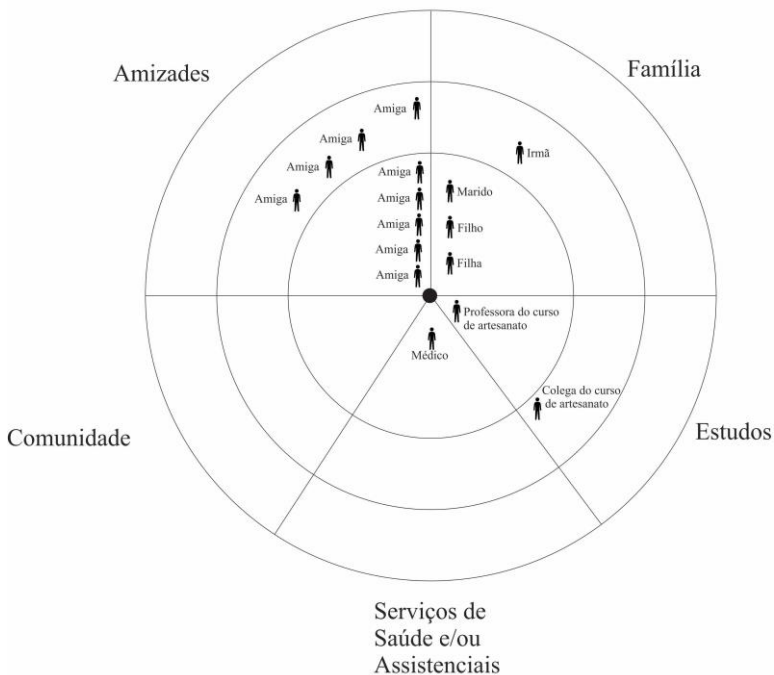 Amizades
Família
Amiga
Amiga
Amiga
Amiga
Irmã
Amiga
Amiga
Amiga
Amiga
Amiga
Marido
Filho
Filha
Professora do curso
de artesanato
Médico
Colega do curso
de artesanato
Comunidade
Estudos
Serviços de
Saúde e/ou
Assistenciais